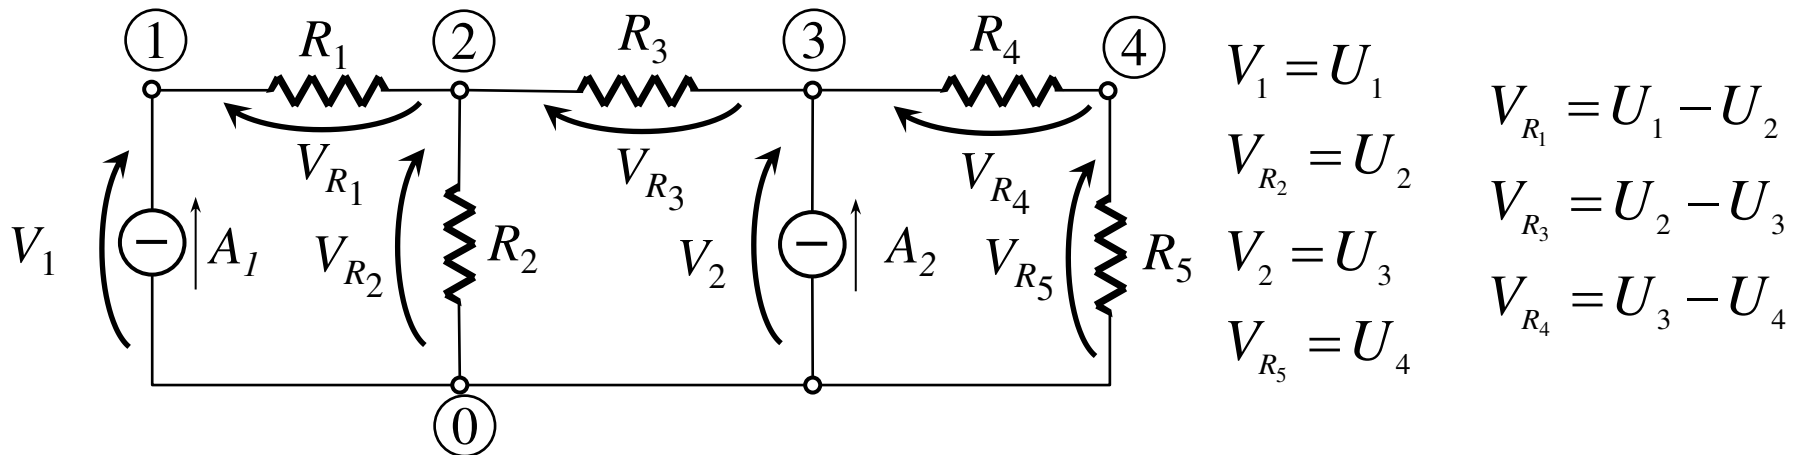 1 R1 2 R3 3 R4 4
VR1 VR3 VR4
V1 A1 VR2 R2 V2 A2 VR5 R5
0
V1 = U1
VR2 = U2
V2 = U3
VR5 = U4
VR1 = U1 − U2
VR3 = U2 − U3
VR4 = U3 − U4